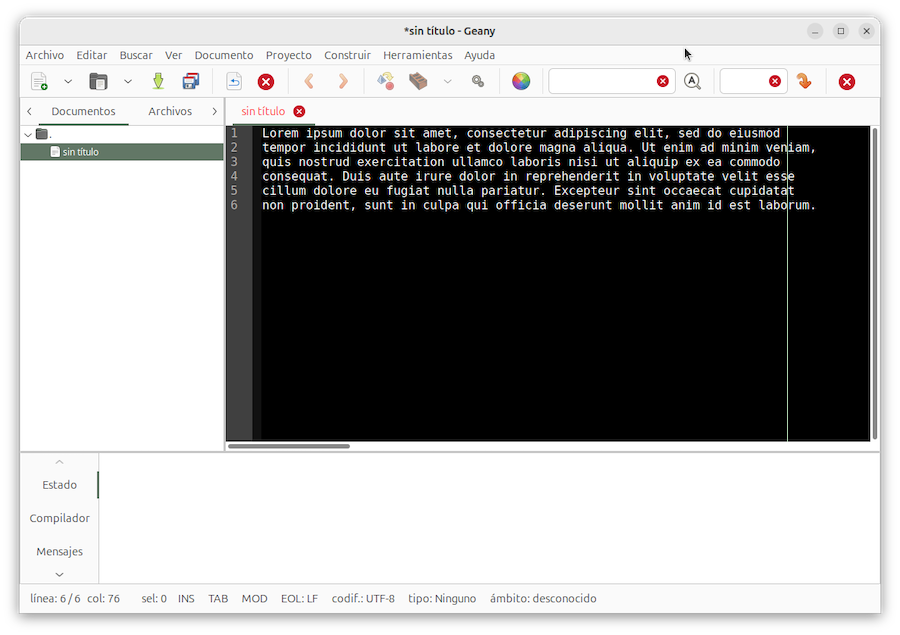 *sin título - Geany
Archivo Editar Buscar Ver Documento Proyecto Construir Herramientas Ayuda
Documentos Archivos
sin título
.
sin título
1 Lorem ipsum dolor sit amet, consectetur adipiscing elit, sed do eiusmod
2 tempor incididunt ut labore et dolore magna aliqua. Ut enim ad minim veniam,
3 quis nostrud exercitation ullamco laboris nisi ut aliquip ex ea commodo
4 consequat. Duis aute irure dolor in reprehenderit in voluptate velit esse
5 cillum dolore eu fugiat nulla pariatur. Excepteur sint occaecat cupidatat
6 non proident, sunt in culpa qui officia deserunt mollit anim id est laborum.
Estado
Compilador
Mensajes
línea: 6 / 6 col: 76 sel: 0 INS TAB MOD EOL: LF codif.: UTF-8 tipo: Ninguno ámbito: desconocido